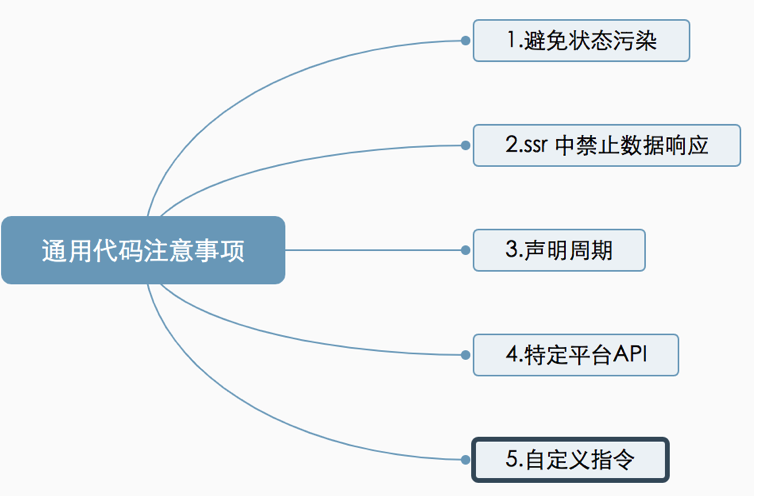 1.避免状态污染
2.ssr 中禁止数据响应
通用代码注意事项
3.声明周期
4.特定平台API
5.自定义指令